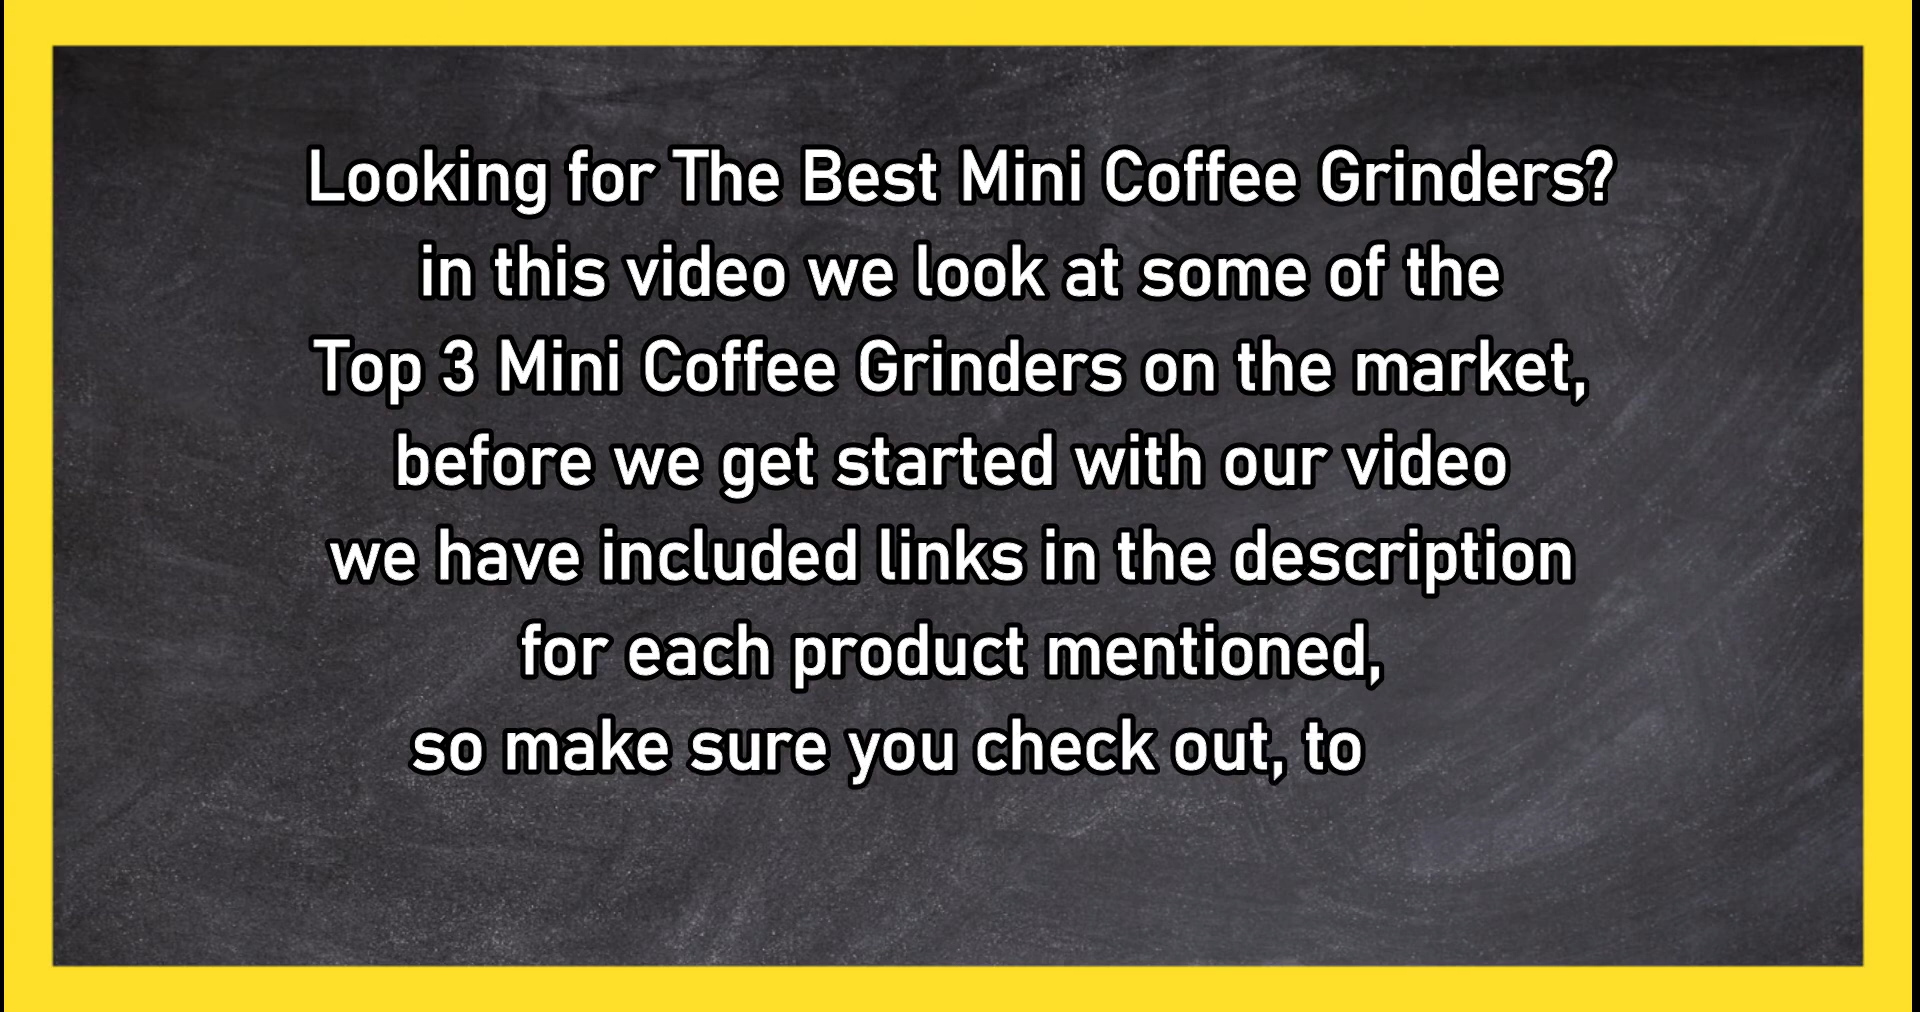 Looking for The Best Mini Coffee Grinders?
in this video we look at some of the
Top 3 Mini Coffee Grinders on the market,
before we get started with our video
we have included links in the description
for each product mentioned,
so make sure you check out, to